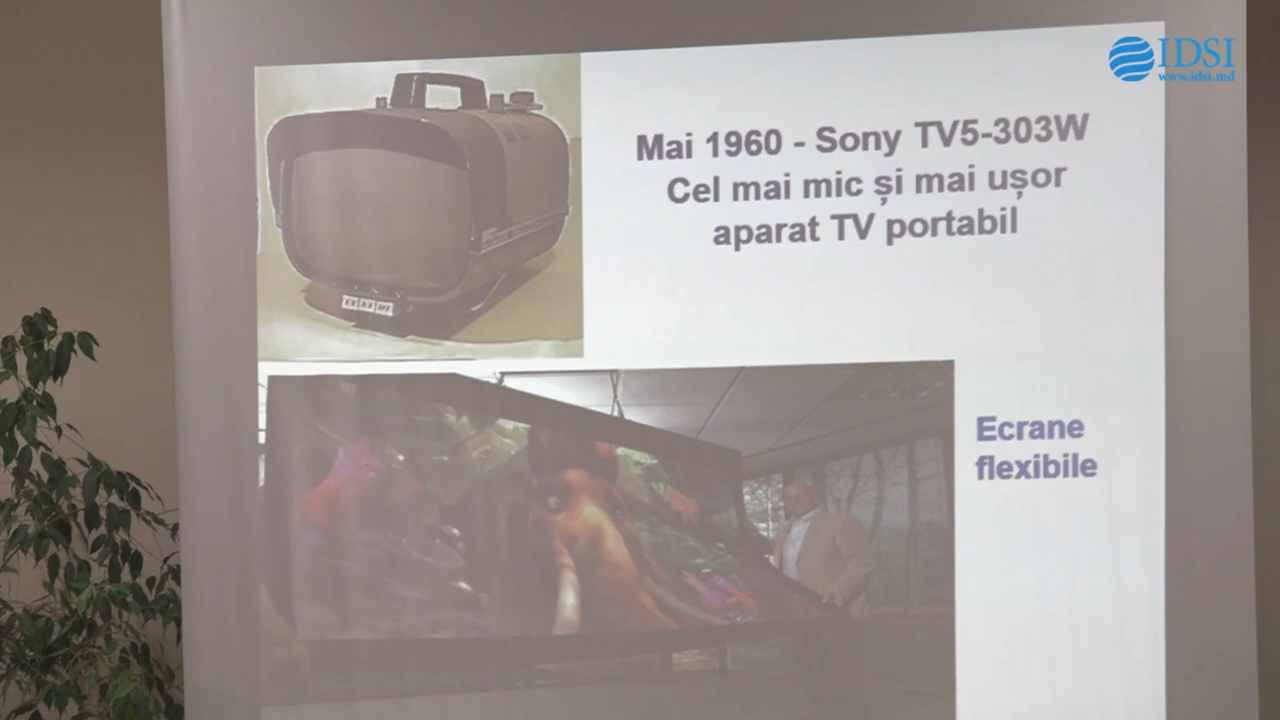 IDSI
www.idsi.md
Mai 1960 - Sony TV5-303W
Cel mai mic și mai ușor
aparat TV portabil
Ecrane
flexibile